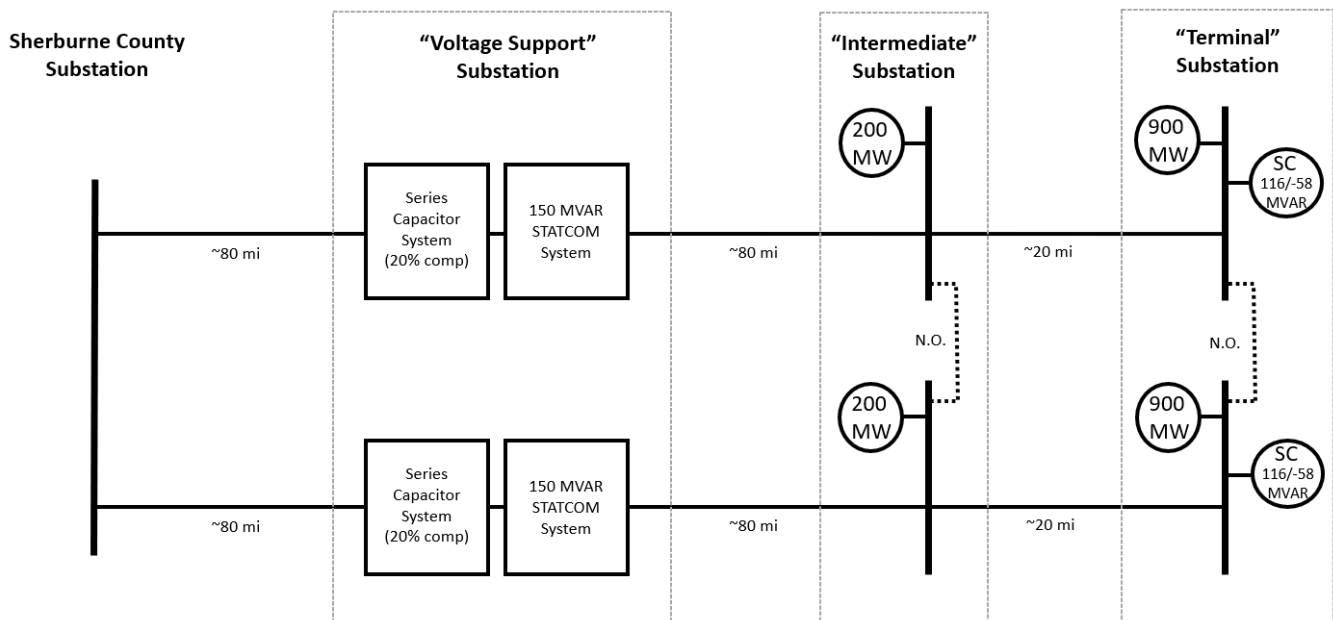 Sherburne County
Substation
“Voltage Support”
Substation
“Intermediate”
Substation
“Terminal”
Substation
200
MW
900
MW
SC
116/-58
MVAR
Series
Capacitor
System
(20% comp)
150 MVAR
STATCOM
System
~80 mi
~80 mi
~20 mi
N.O.
N.O.
200
MW
900
MW
SC
116/-58
MVAR
Series
Capacitor
System
(20% comp)
150 MVAR
STATCOM
System
~80 mi
~80 mi
~20 mi